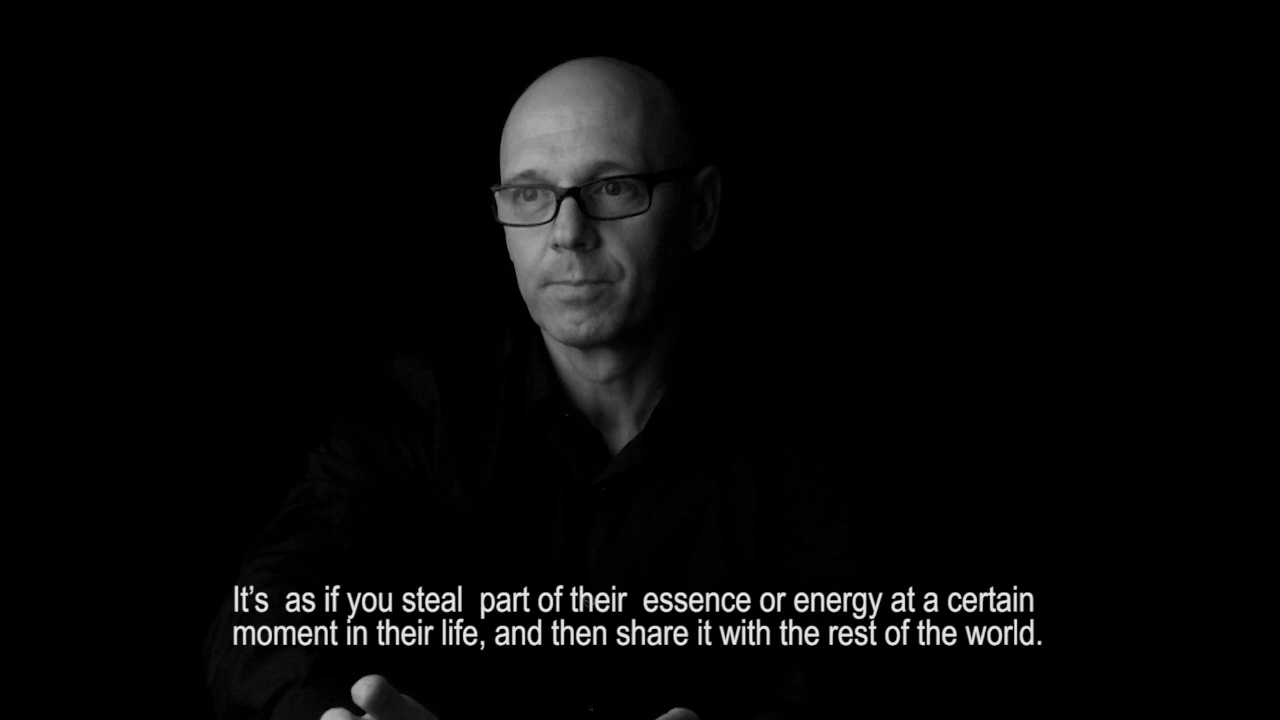 It’s  as if you steal  part of their  essence or energy at a certain
moment in their life, and then share it with the rest of the world.